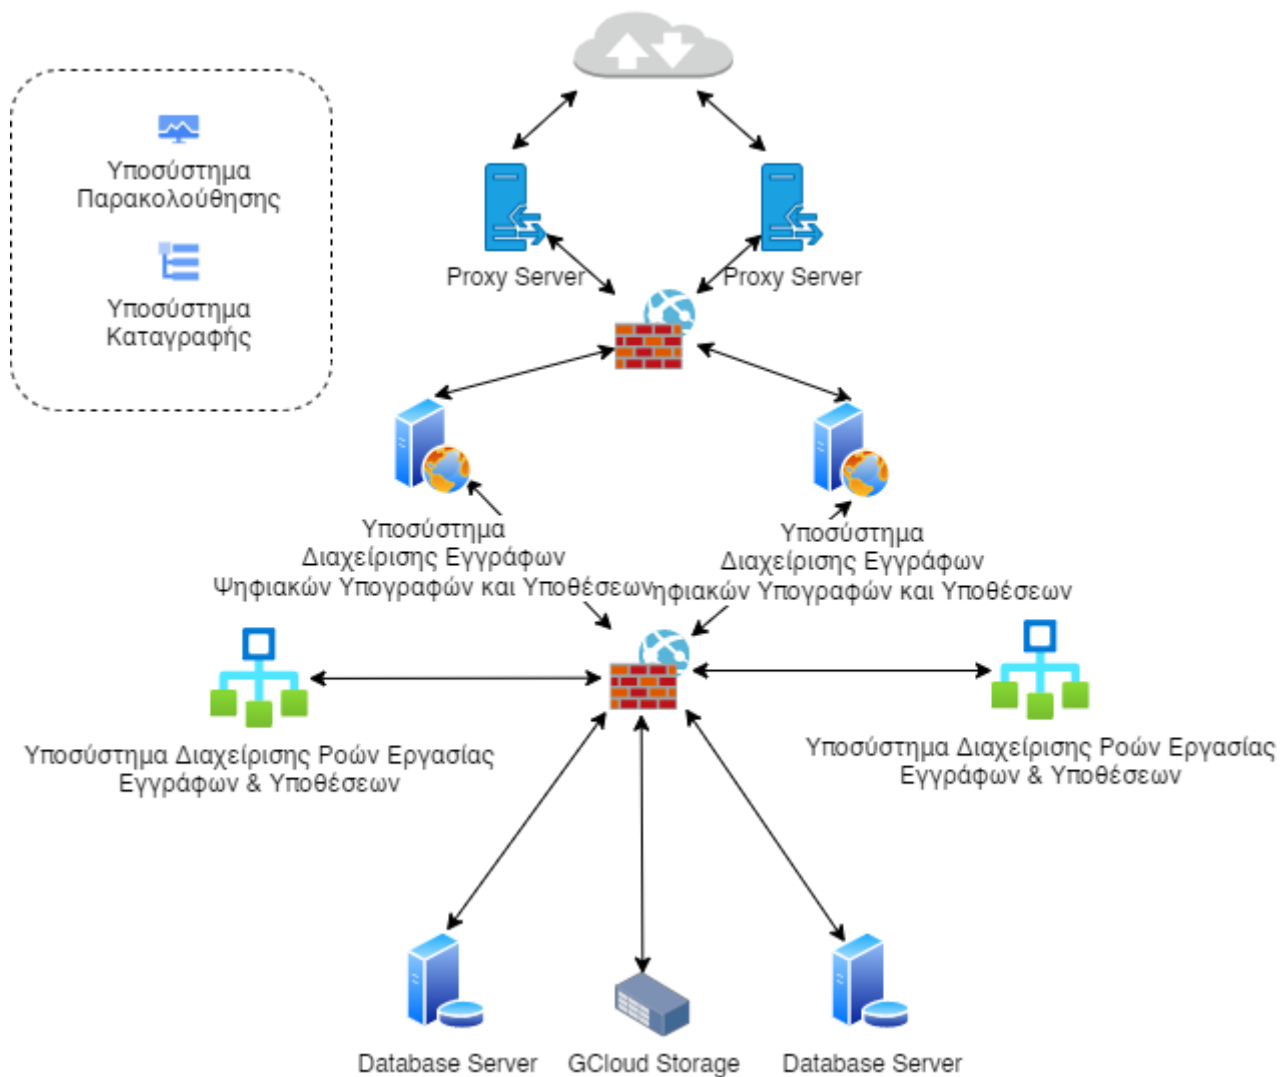 Υποσύστημα
Παρακολούθησης
Υποσύστημα
Καταγραφής
Proxy Server
Proxy Server
Υποσύστημα
Διαχείρισης Εγγράφων
Ψηφιακών Υπογραφών και Υποθέσεων
Υποσύστημα
Διαχείρισης Εγγράφων
ηφιακών Υπογραφών και Υποθέσεων
Υποσύστημα Διαχείρισης Ροών Εργασίας
Εγγράφων & Υποθέσεων
Υποσύστημα Διαχείρισης Ροών Εργασίας
Εγγράφων & Υποθέσεων
Database Server
GCloud Storage
Database Server